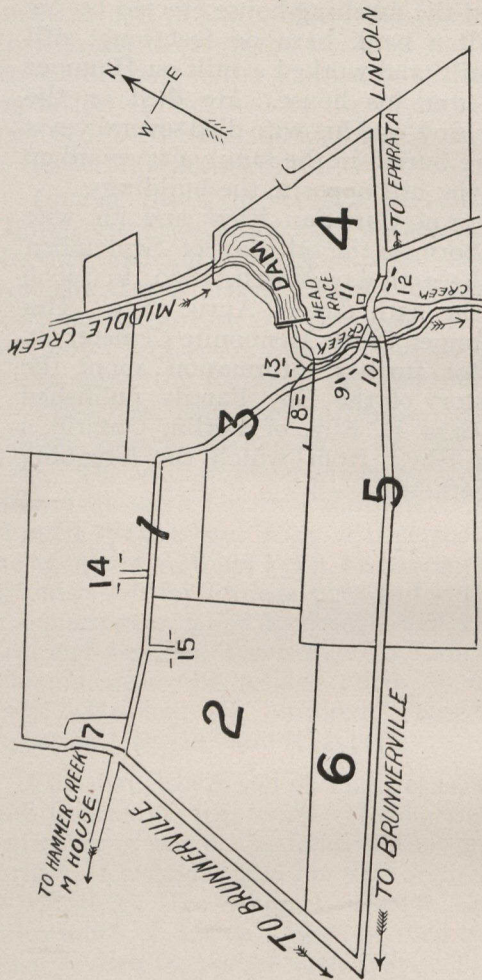 N
W E
LINCOLN
TO EPHRATA
4
DAM
HEAD
RACE
11
12
CREEK
CREEK
MIDDLE CREEK
13
8
9
10
3
5
1
14
15
2
7
6
TO HAMMER CREEK
M HOUSE
TO BRUNNERVILLE
TO BRUNNERVILLE